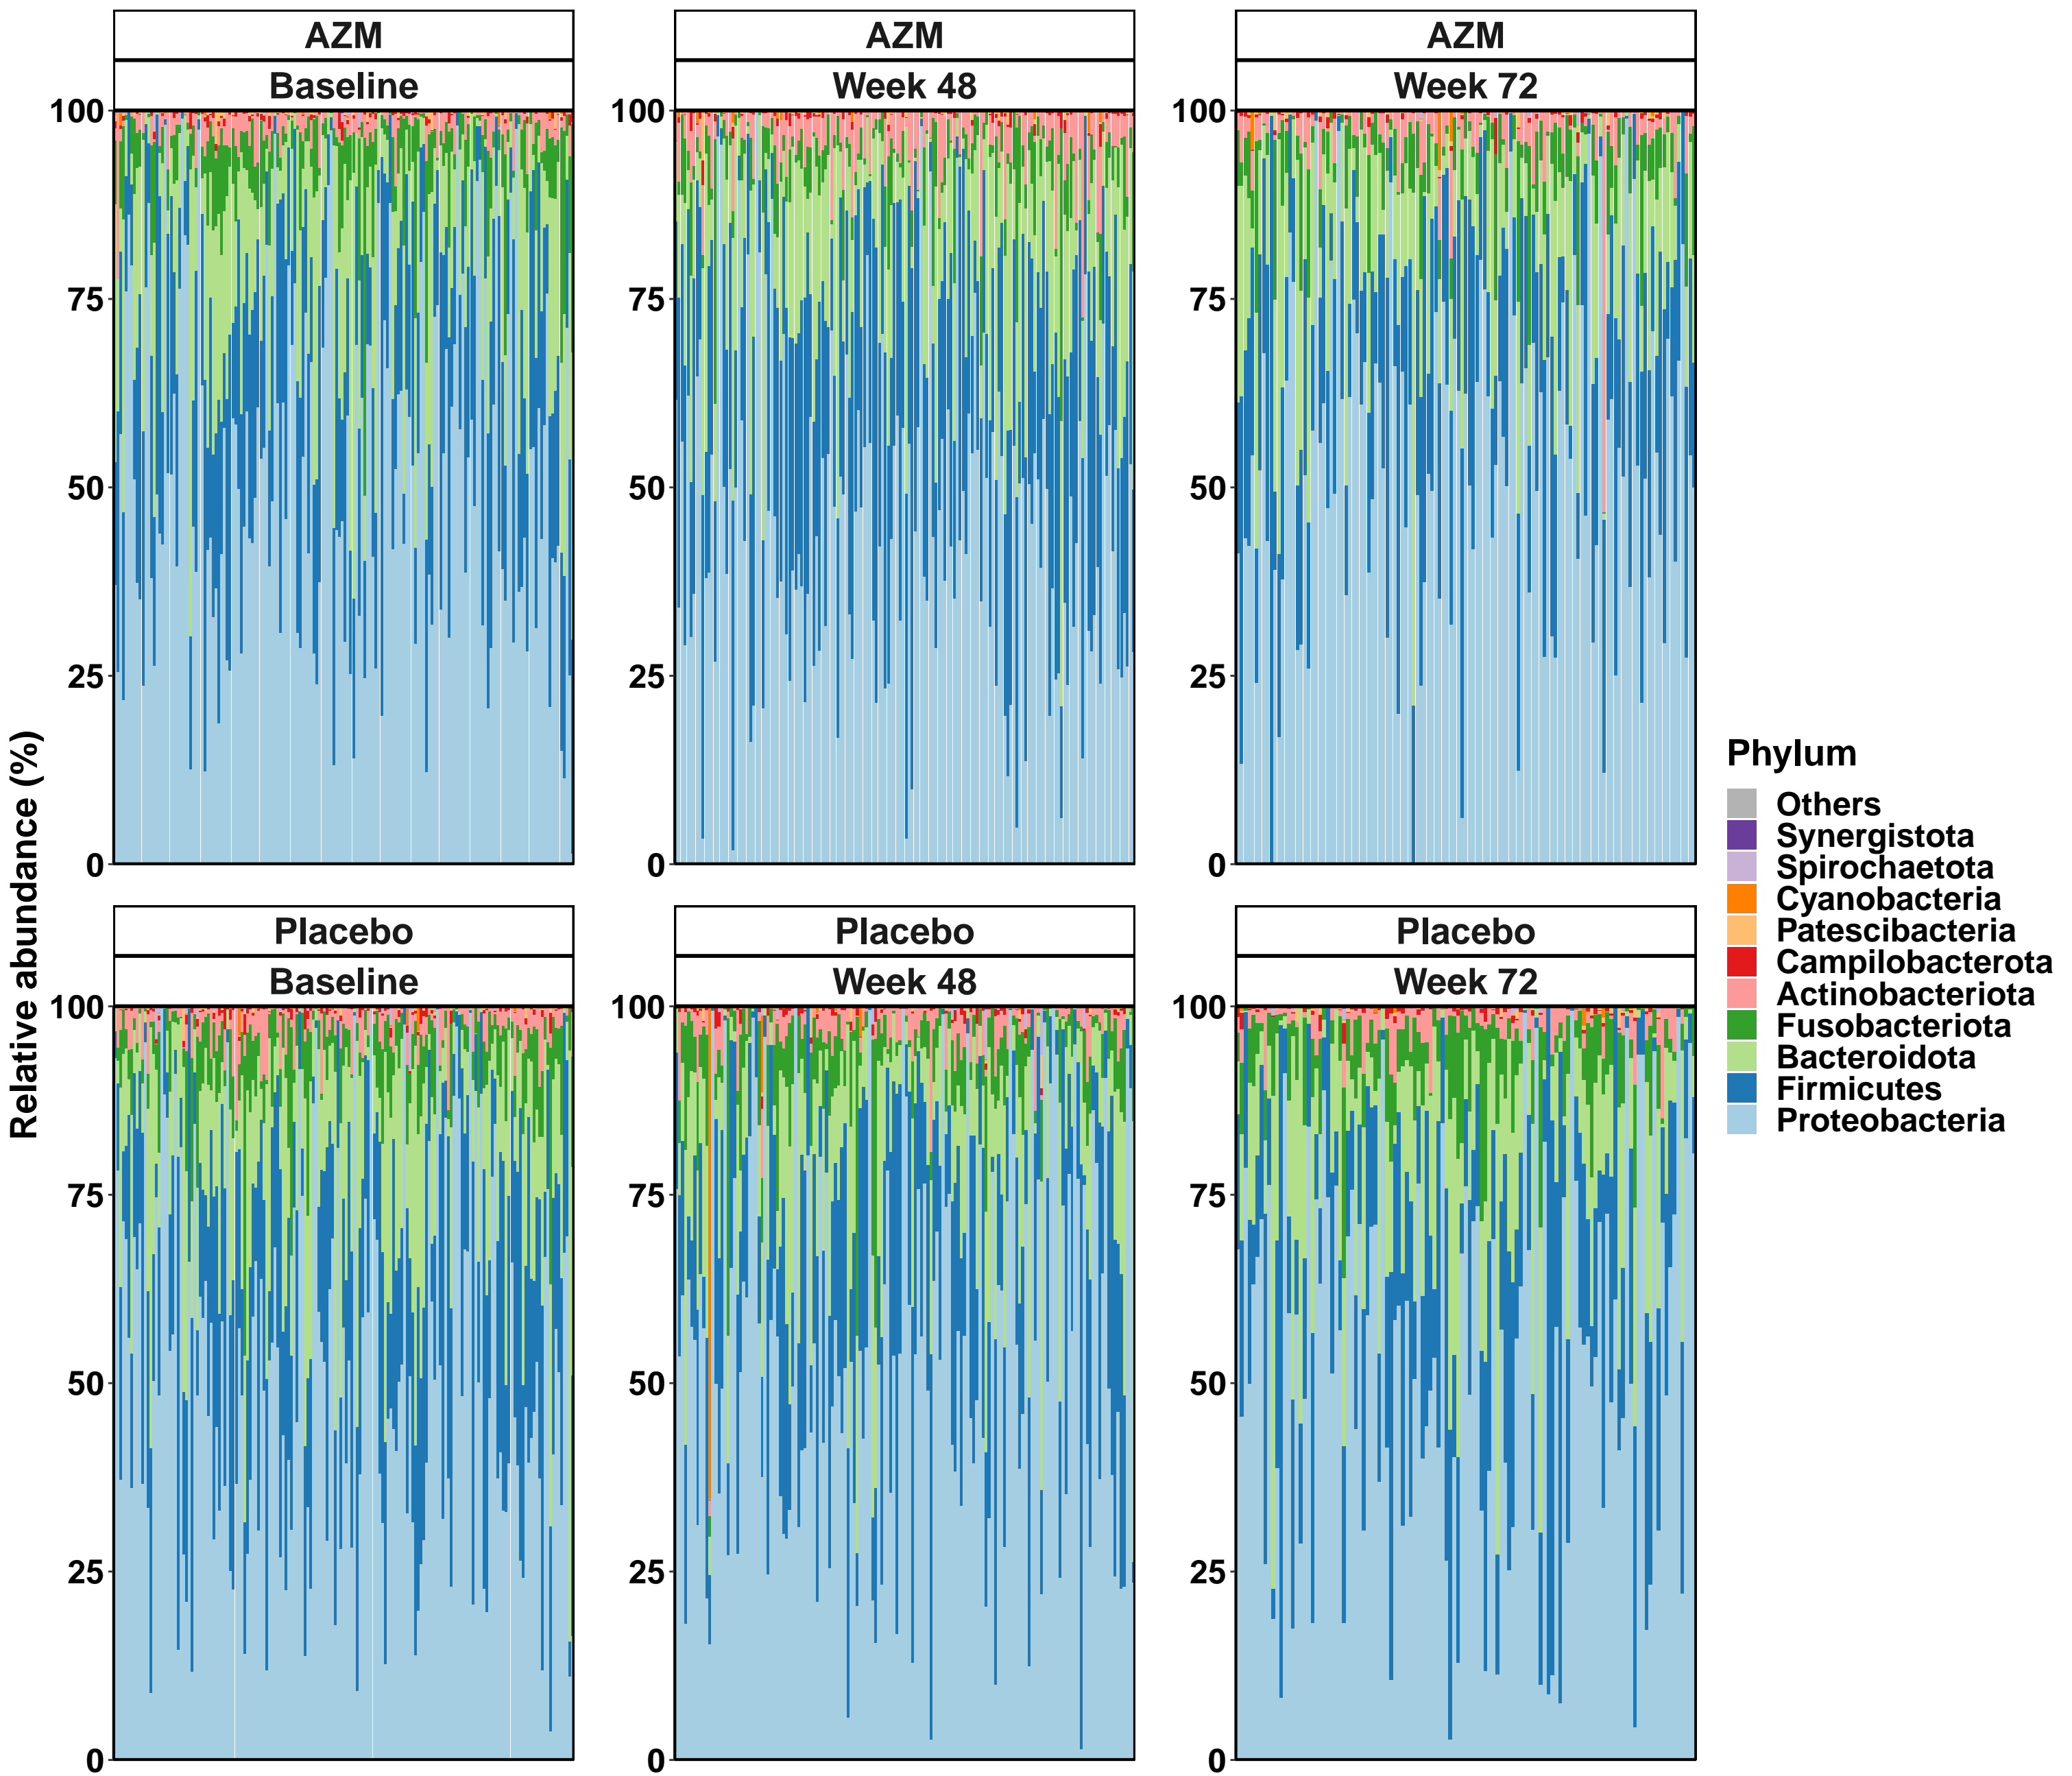 AZM
AZM
AZM
Baseline
Week 48
Week 72
100
75
50
25
0
100
75
50
25
0
100
75
50
25
0
Relative abundance (%)
Placebo
Placebo
Placebo
Baseline
Week 48
Week 72
100
75
50
25
0
100
75
50
25
0
100
75
50
25
0
Phylum
Others
Synergistota
Spirochaetota
Cyanobacteria
Patescibacteria
Campilobacterota
Actinobacteriota
Fusobacteriota
Bacteroidota
Firmicutes
Proteobacteria